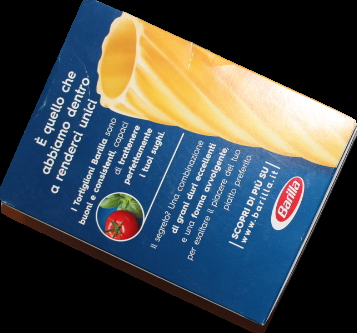 È quello che
abbiamo dentro
a renderci unici
I Tortiglioni Barilla sono
buoni e consistenti, capaci
di trattenere
perfettamente
i tuoi sughi.
Il segreto? Una combinazione
di grani duri eccellenti
e una forma avvolgente,
per esaltare il piacere del tuo
piatto preferito.
SCOPRI DI PIÙ SU
www.barilla.it
Barilla